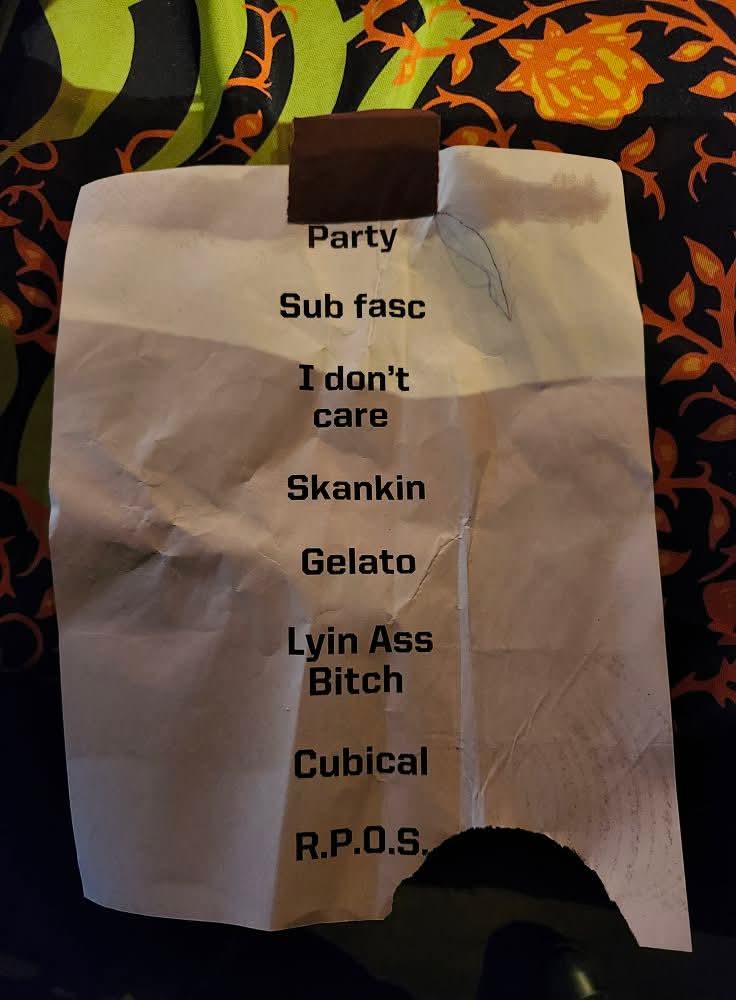 Party
Sub fasc
I don't
care
Skankin
Gelato
Lyin Ass
Bitch
Cubical
R.P.O.S.